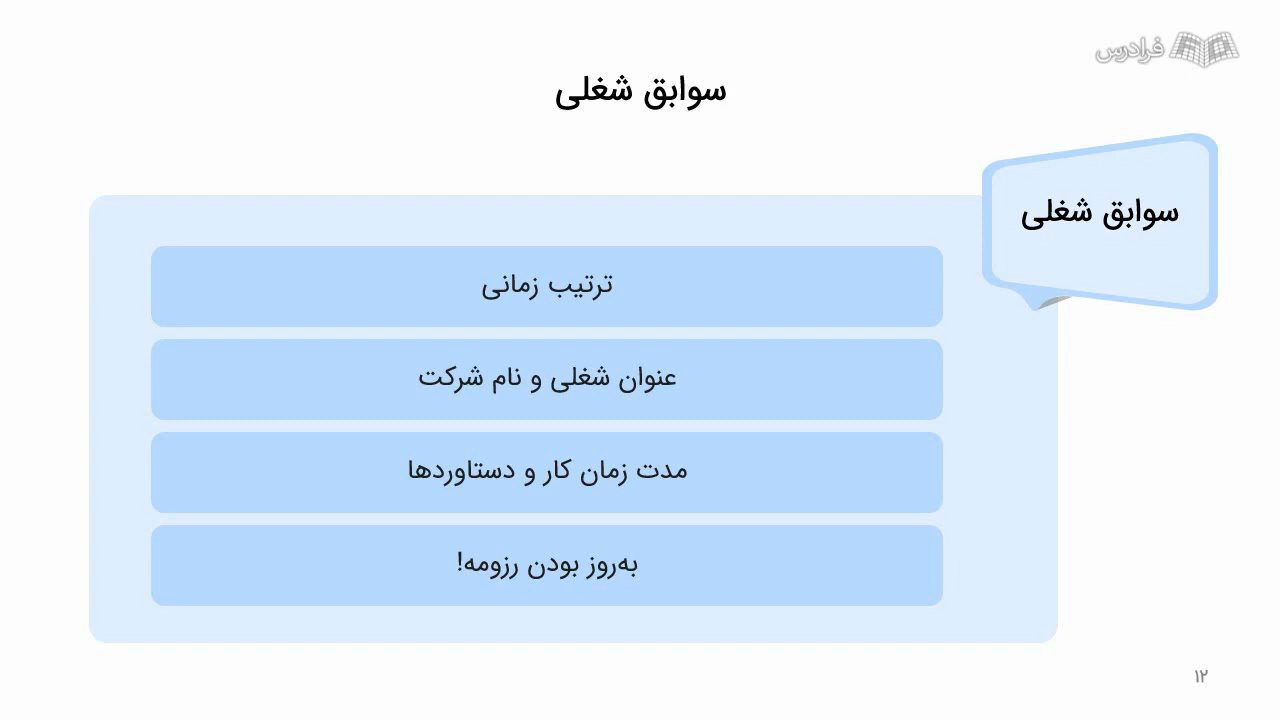 فرادرس
سوابق شغلی
سوابق شغلی
ترتیب زمانی
عنوان شغلی و نام شرکت
مدت زمان کار و دستاوردها
به‌روز بودن رزومه!
۱۲